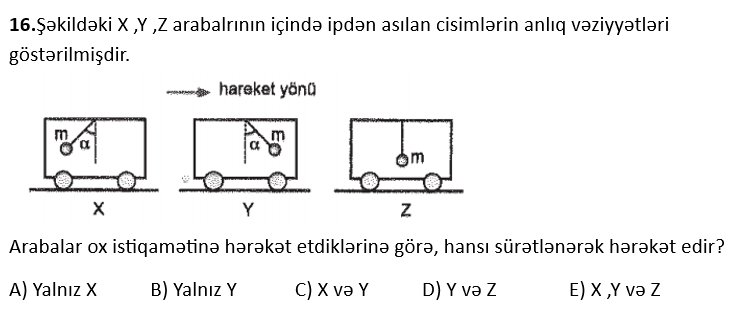 16.Şəkildəki X ,Y ,Z arabalrının içində ipdən asılan cisimlərin anlıq vəziyyətləri
göstərilmişdir.
hareket yönü
m α m α m
X Y Z
Arabalar ox istiqamətinə hərəkət etdiklərinə görə, hansı sürətlənərək hərəkət edir?
A) Yalnız X B) Yalnız Y C) X və Y D) Y və Z E) X ,Y və Z